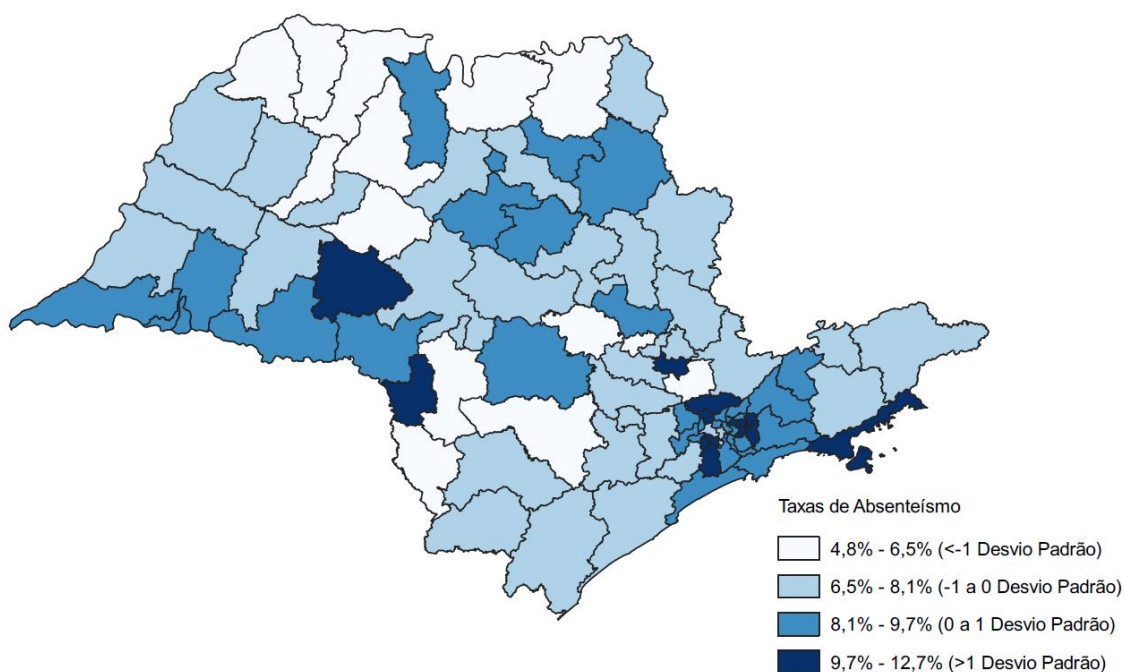 Taxas de Absenteísmo
4,8% - 6,5% (<-1 Desvio Padrão)
6,5% - 8,1% (-1 a 0 Desvio Padrão)
8,1% - 9,7% (0 a 1 Desvio Padrão)
9,7% - 12,7% (>1 Desvio Padrão)